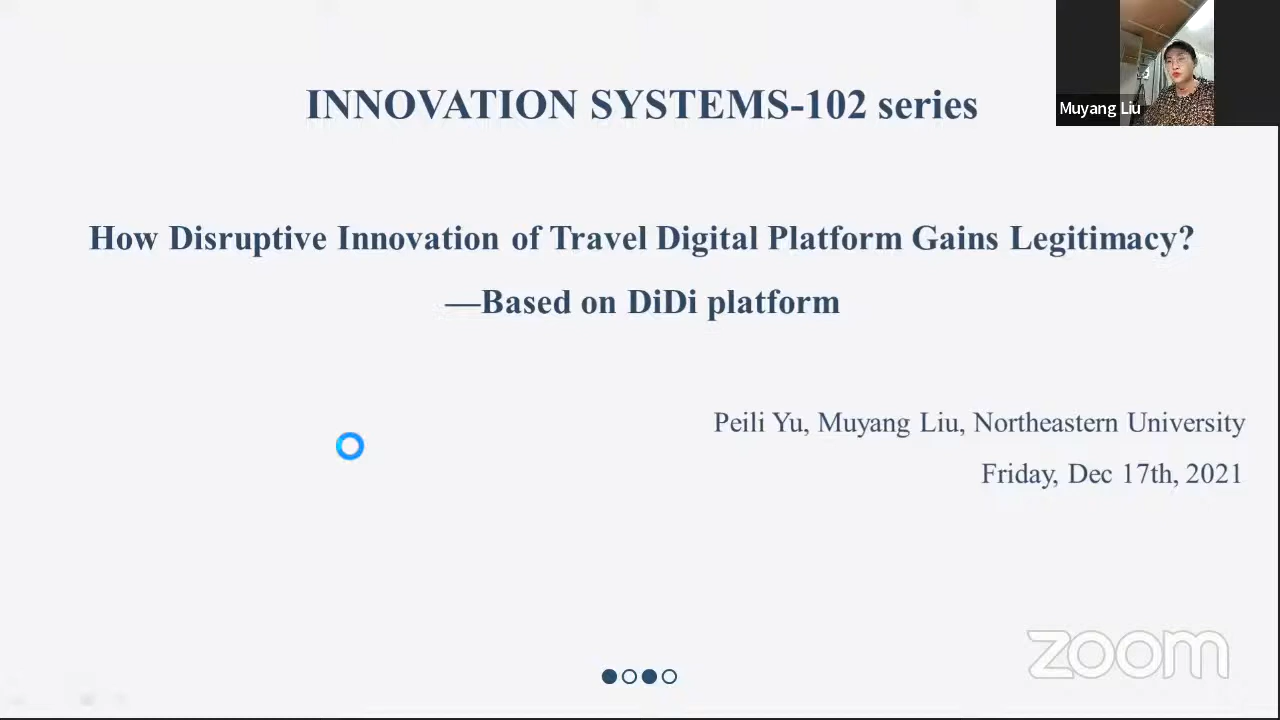 INNOVATION SYSTEMS-102 series
Muyang Liu
How Disruptive Innovation of Travel Digital Platform Gains Legitimacy?
—Based on DiDi platform
Peili Yu, Muyang Liu, Northeastern University
Friday, Dec 17th, 2021
zoom